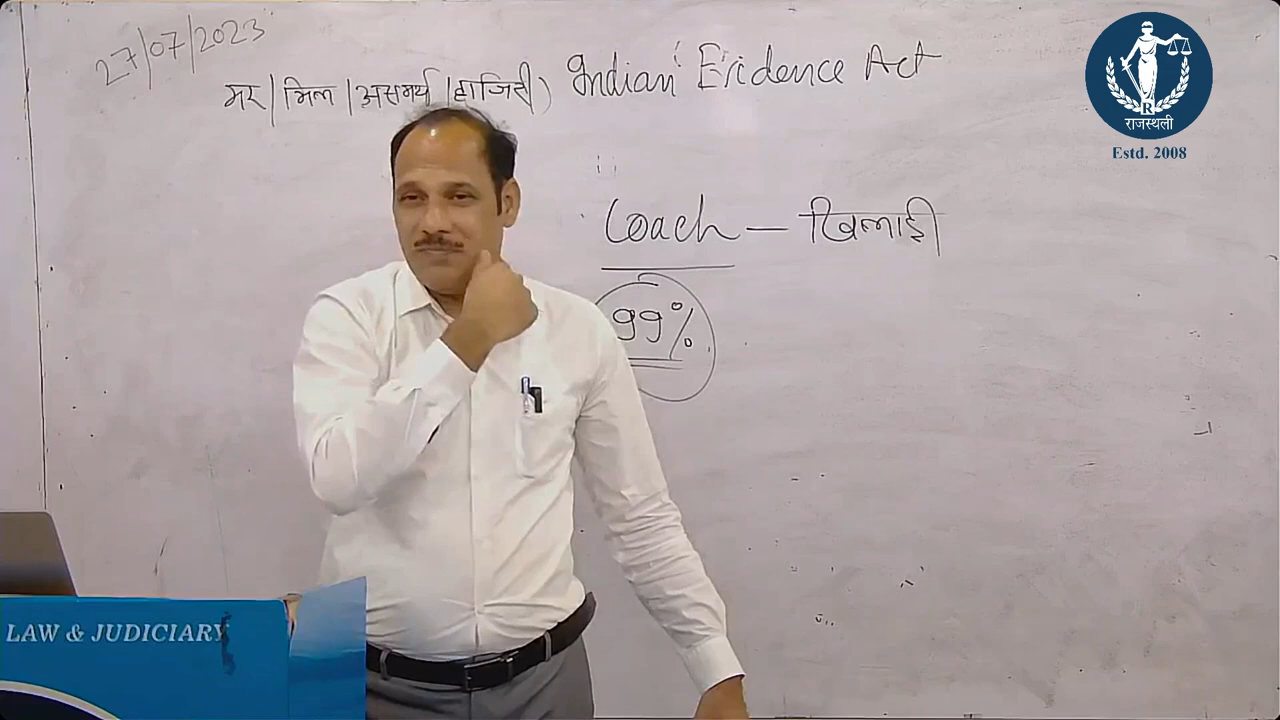 27/07/2023
मर/मिल/असमर्थ/हाजिरी) Indian Evidence Act
Coach — खिलाड़ी
99%
R
राजस्थली
Estd. 2008
LAW & JUDICIARY